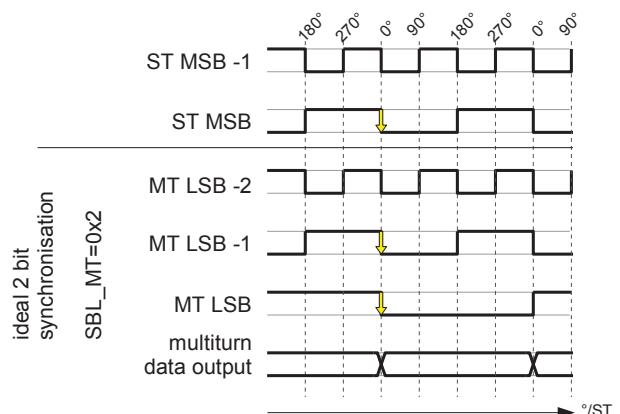 180° 270° 0° 90° 180° 270° 0° 90°
ST MSB -1
ST MSB
ideal 2 bit
synchronisation
SBL_MT=0x2
MT LSB -2
MT LSB -1
MT LSB
multiturn
data output
°/ST